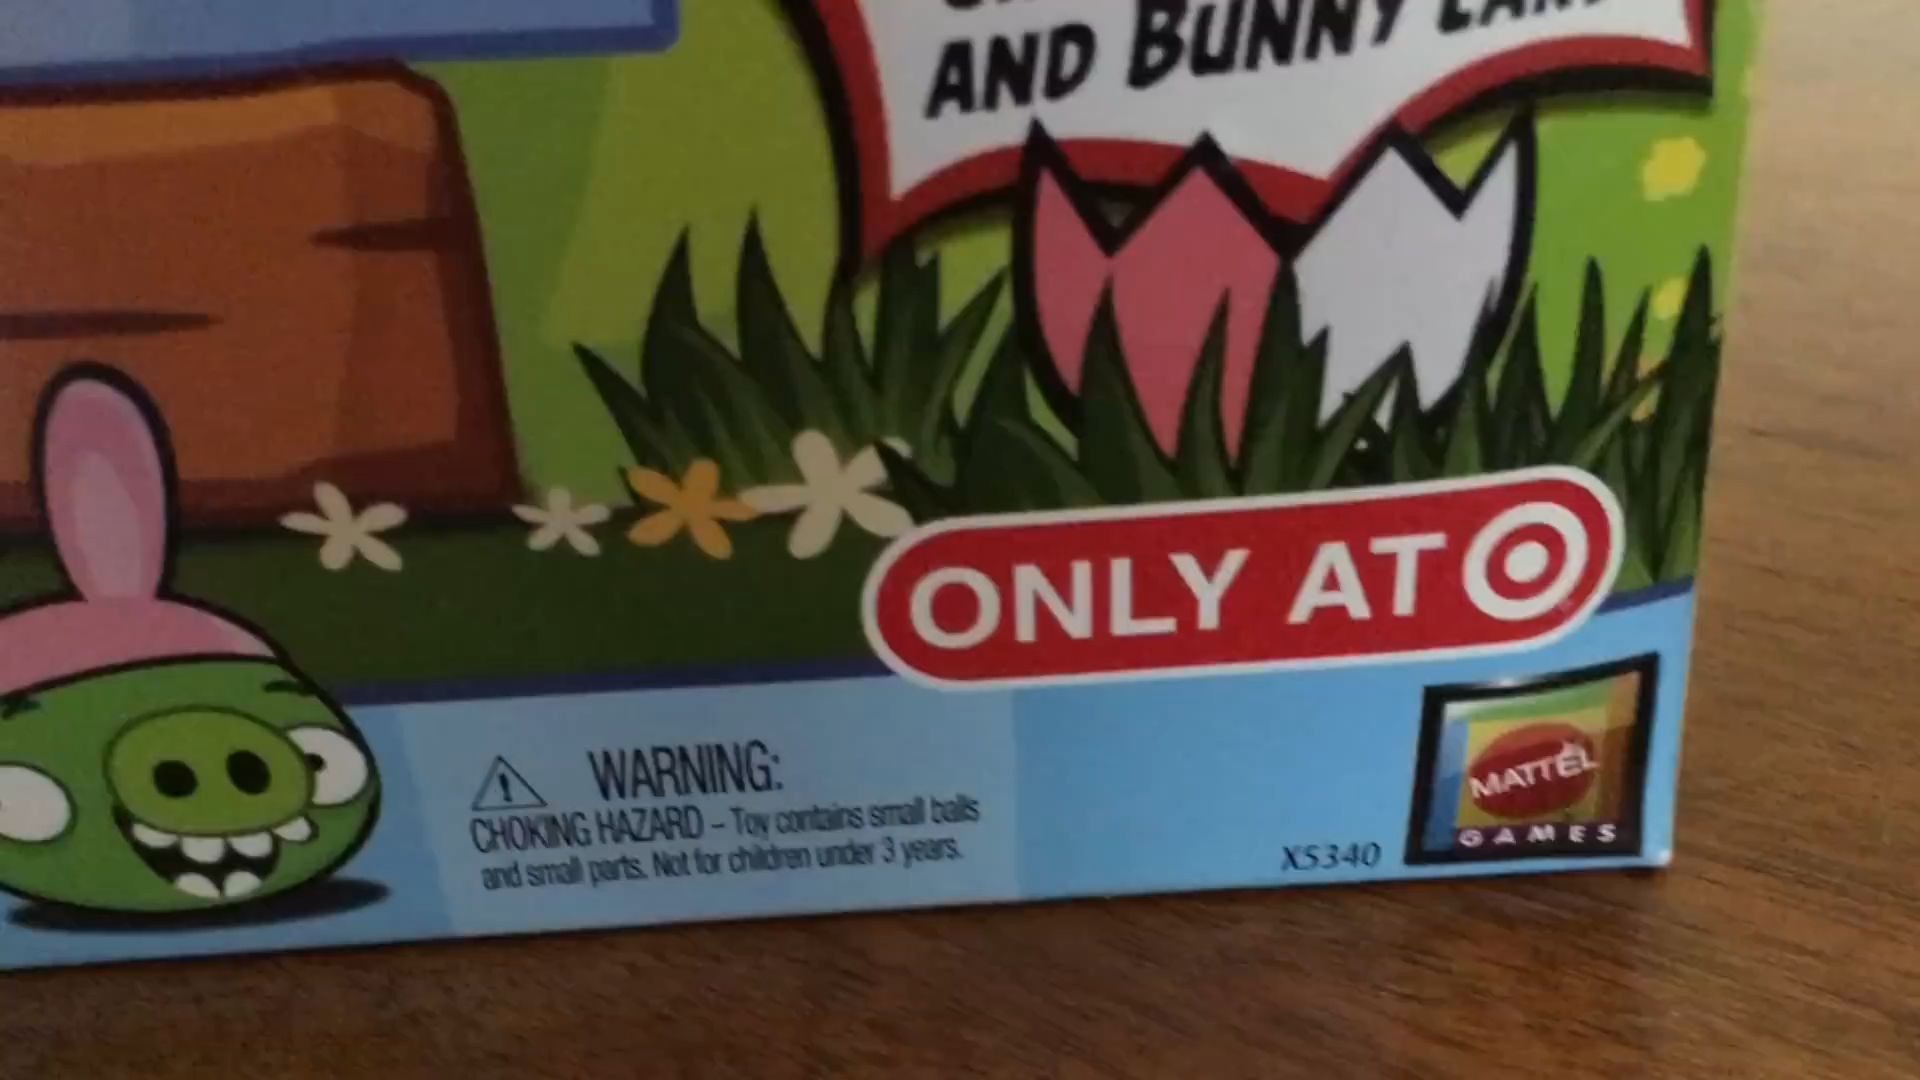 AND BUNNY EARS
ONLY AT
WARNING:
CHOKING HAZARD – Toy contains small balls
and small parts. Not for children under 3 years.
X5340
MATTEL
GAMES